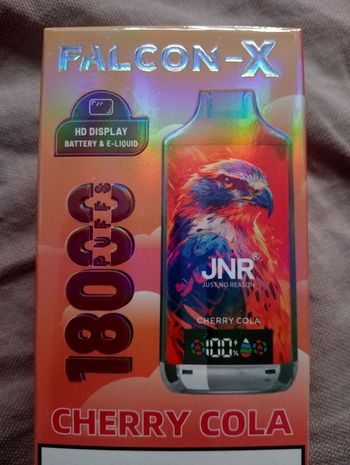 FALCON-X
HD DISPLAY
BATTERY & E-LIQUID
18000
PUFFS
JNR®
JUST NO REASON
CHERRY COLA
100%
CHERRY COLA